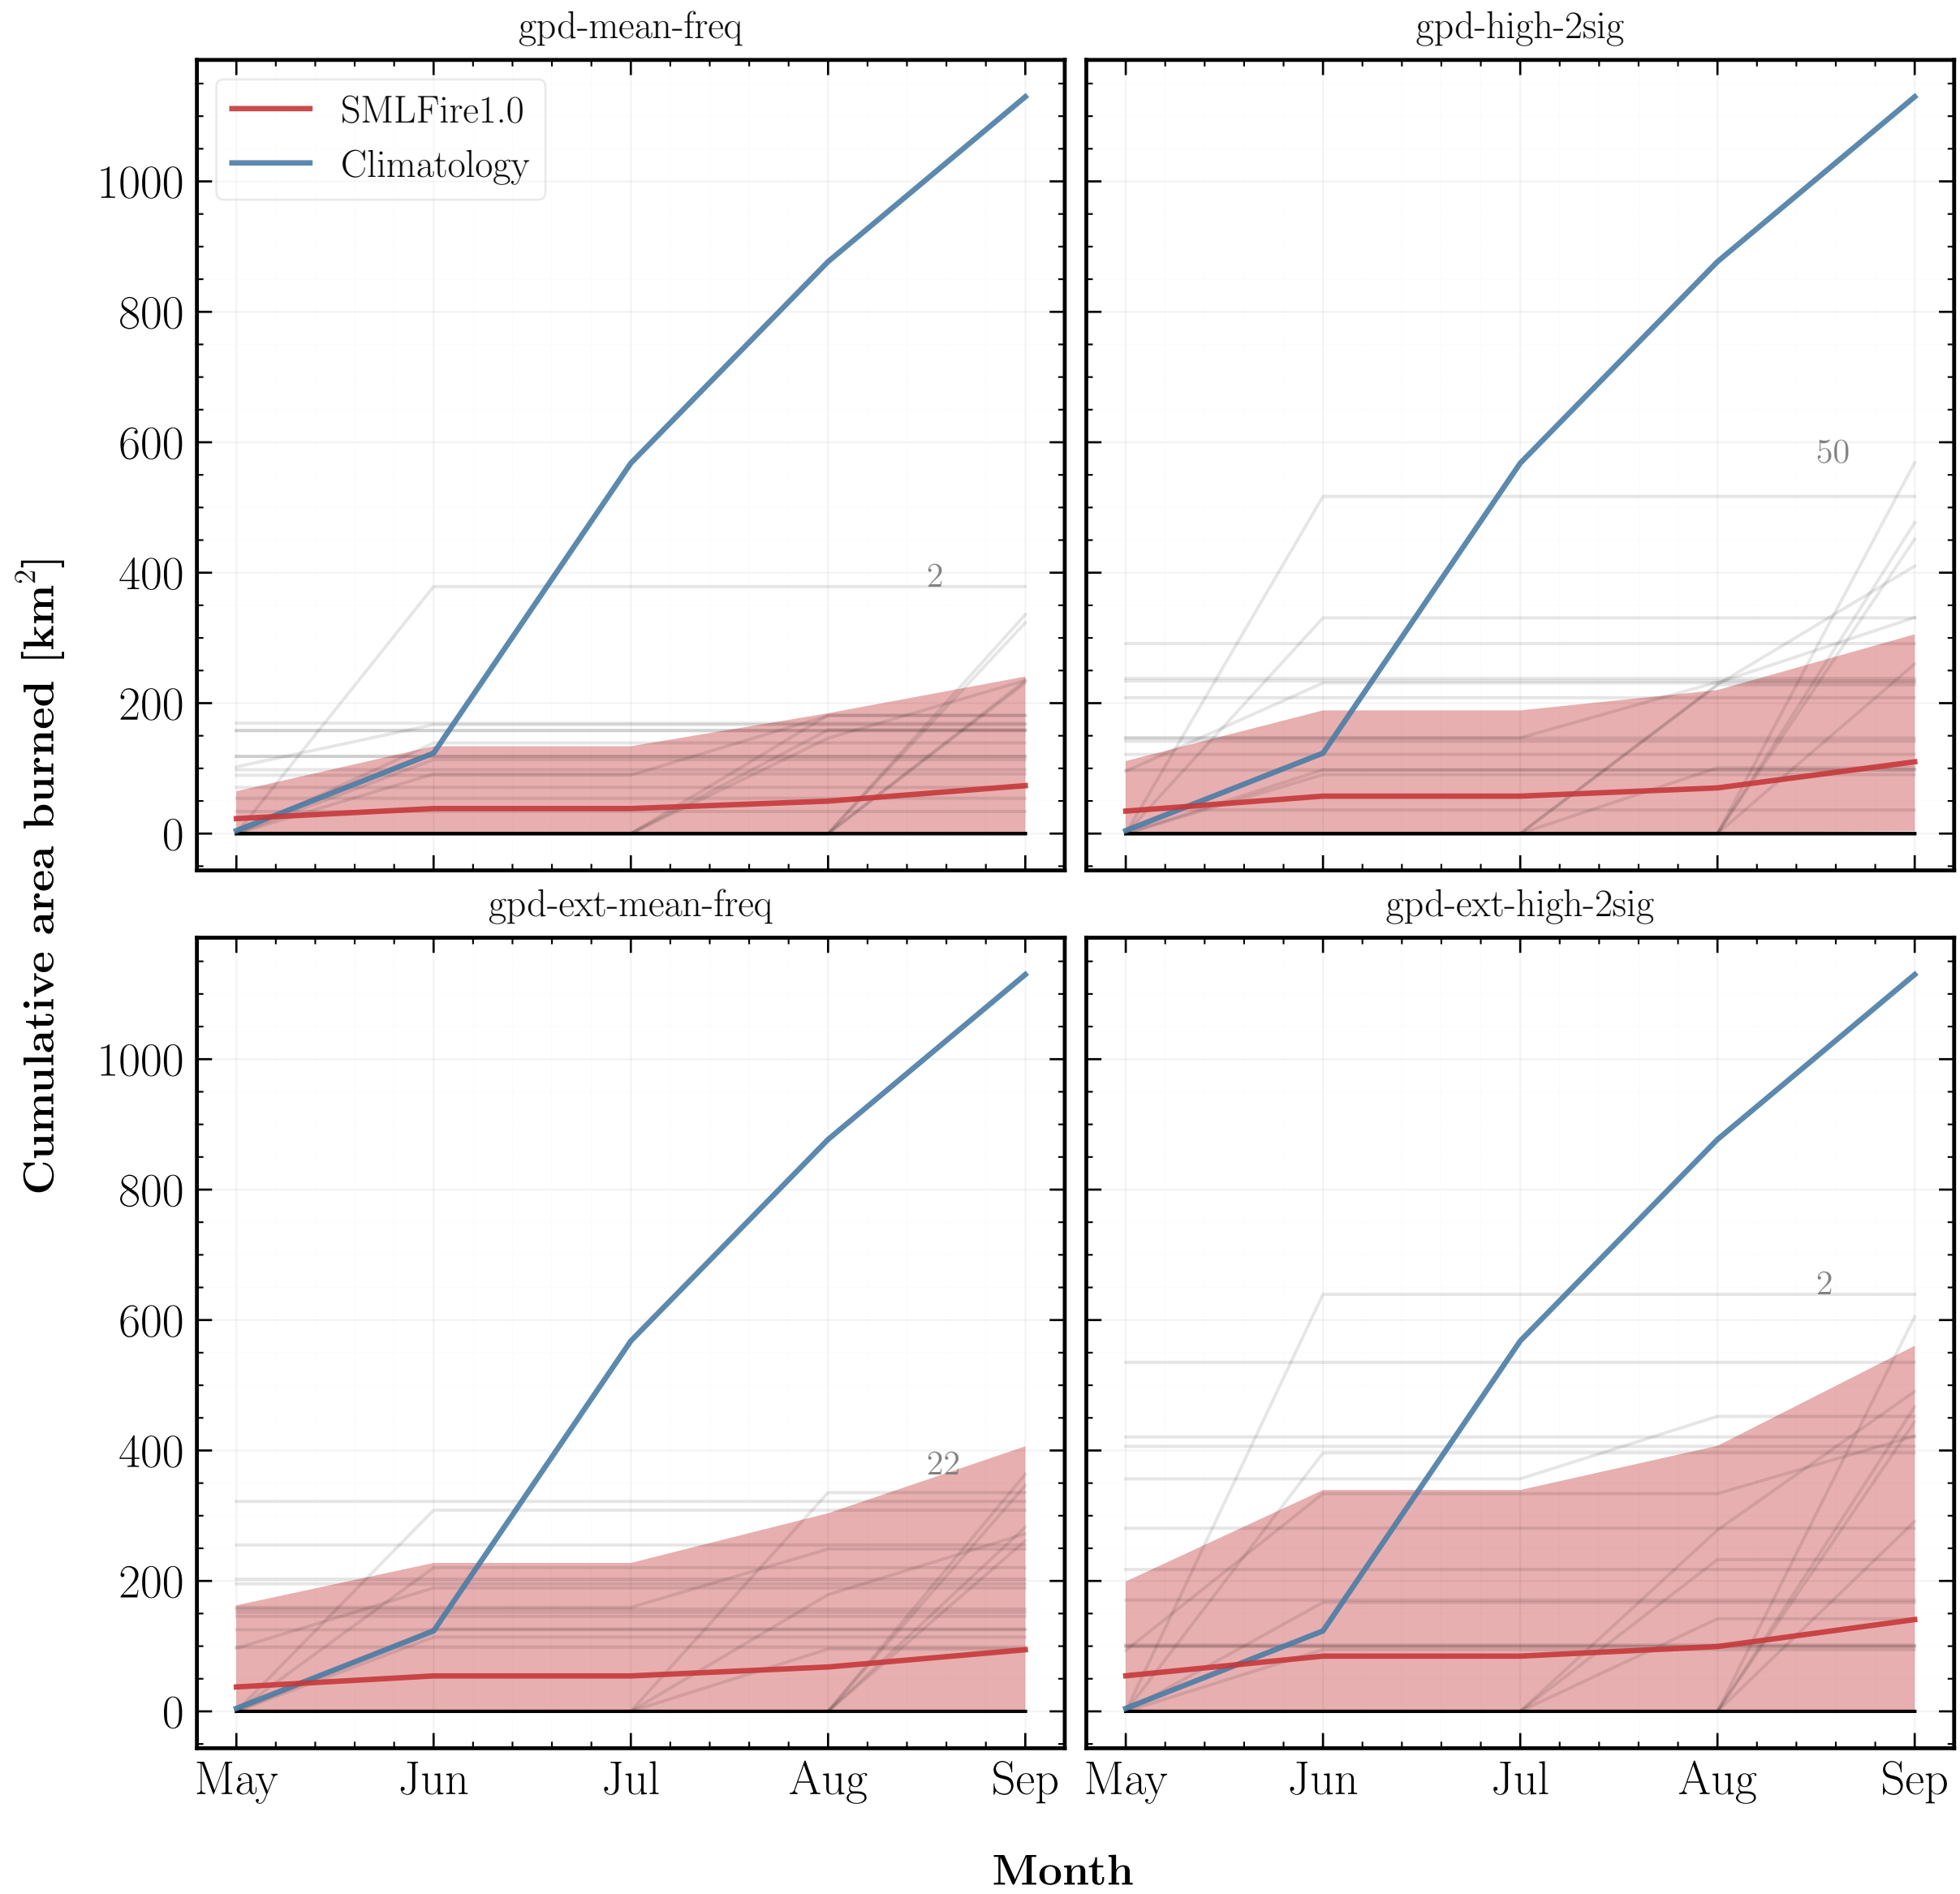 gpd-mean-freq
gpd-high-2sig
SMLFire1.0
Climatology
1000
800
600
400
200
0
2
50
Cumulative area burned [km²]
gpd-ext-mean-freq
gpd-ext-high-2sig
1000
800
600
400
200
0
22
2
May Jun Jul Aug Sep
May Jun Jul Aug Sep
Month